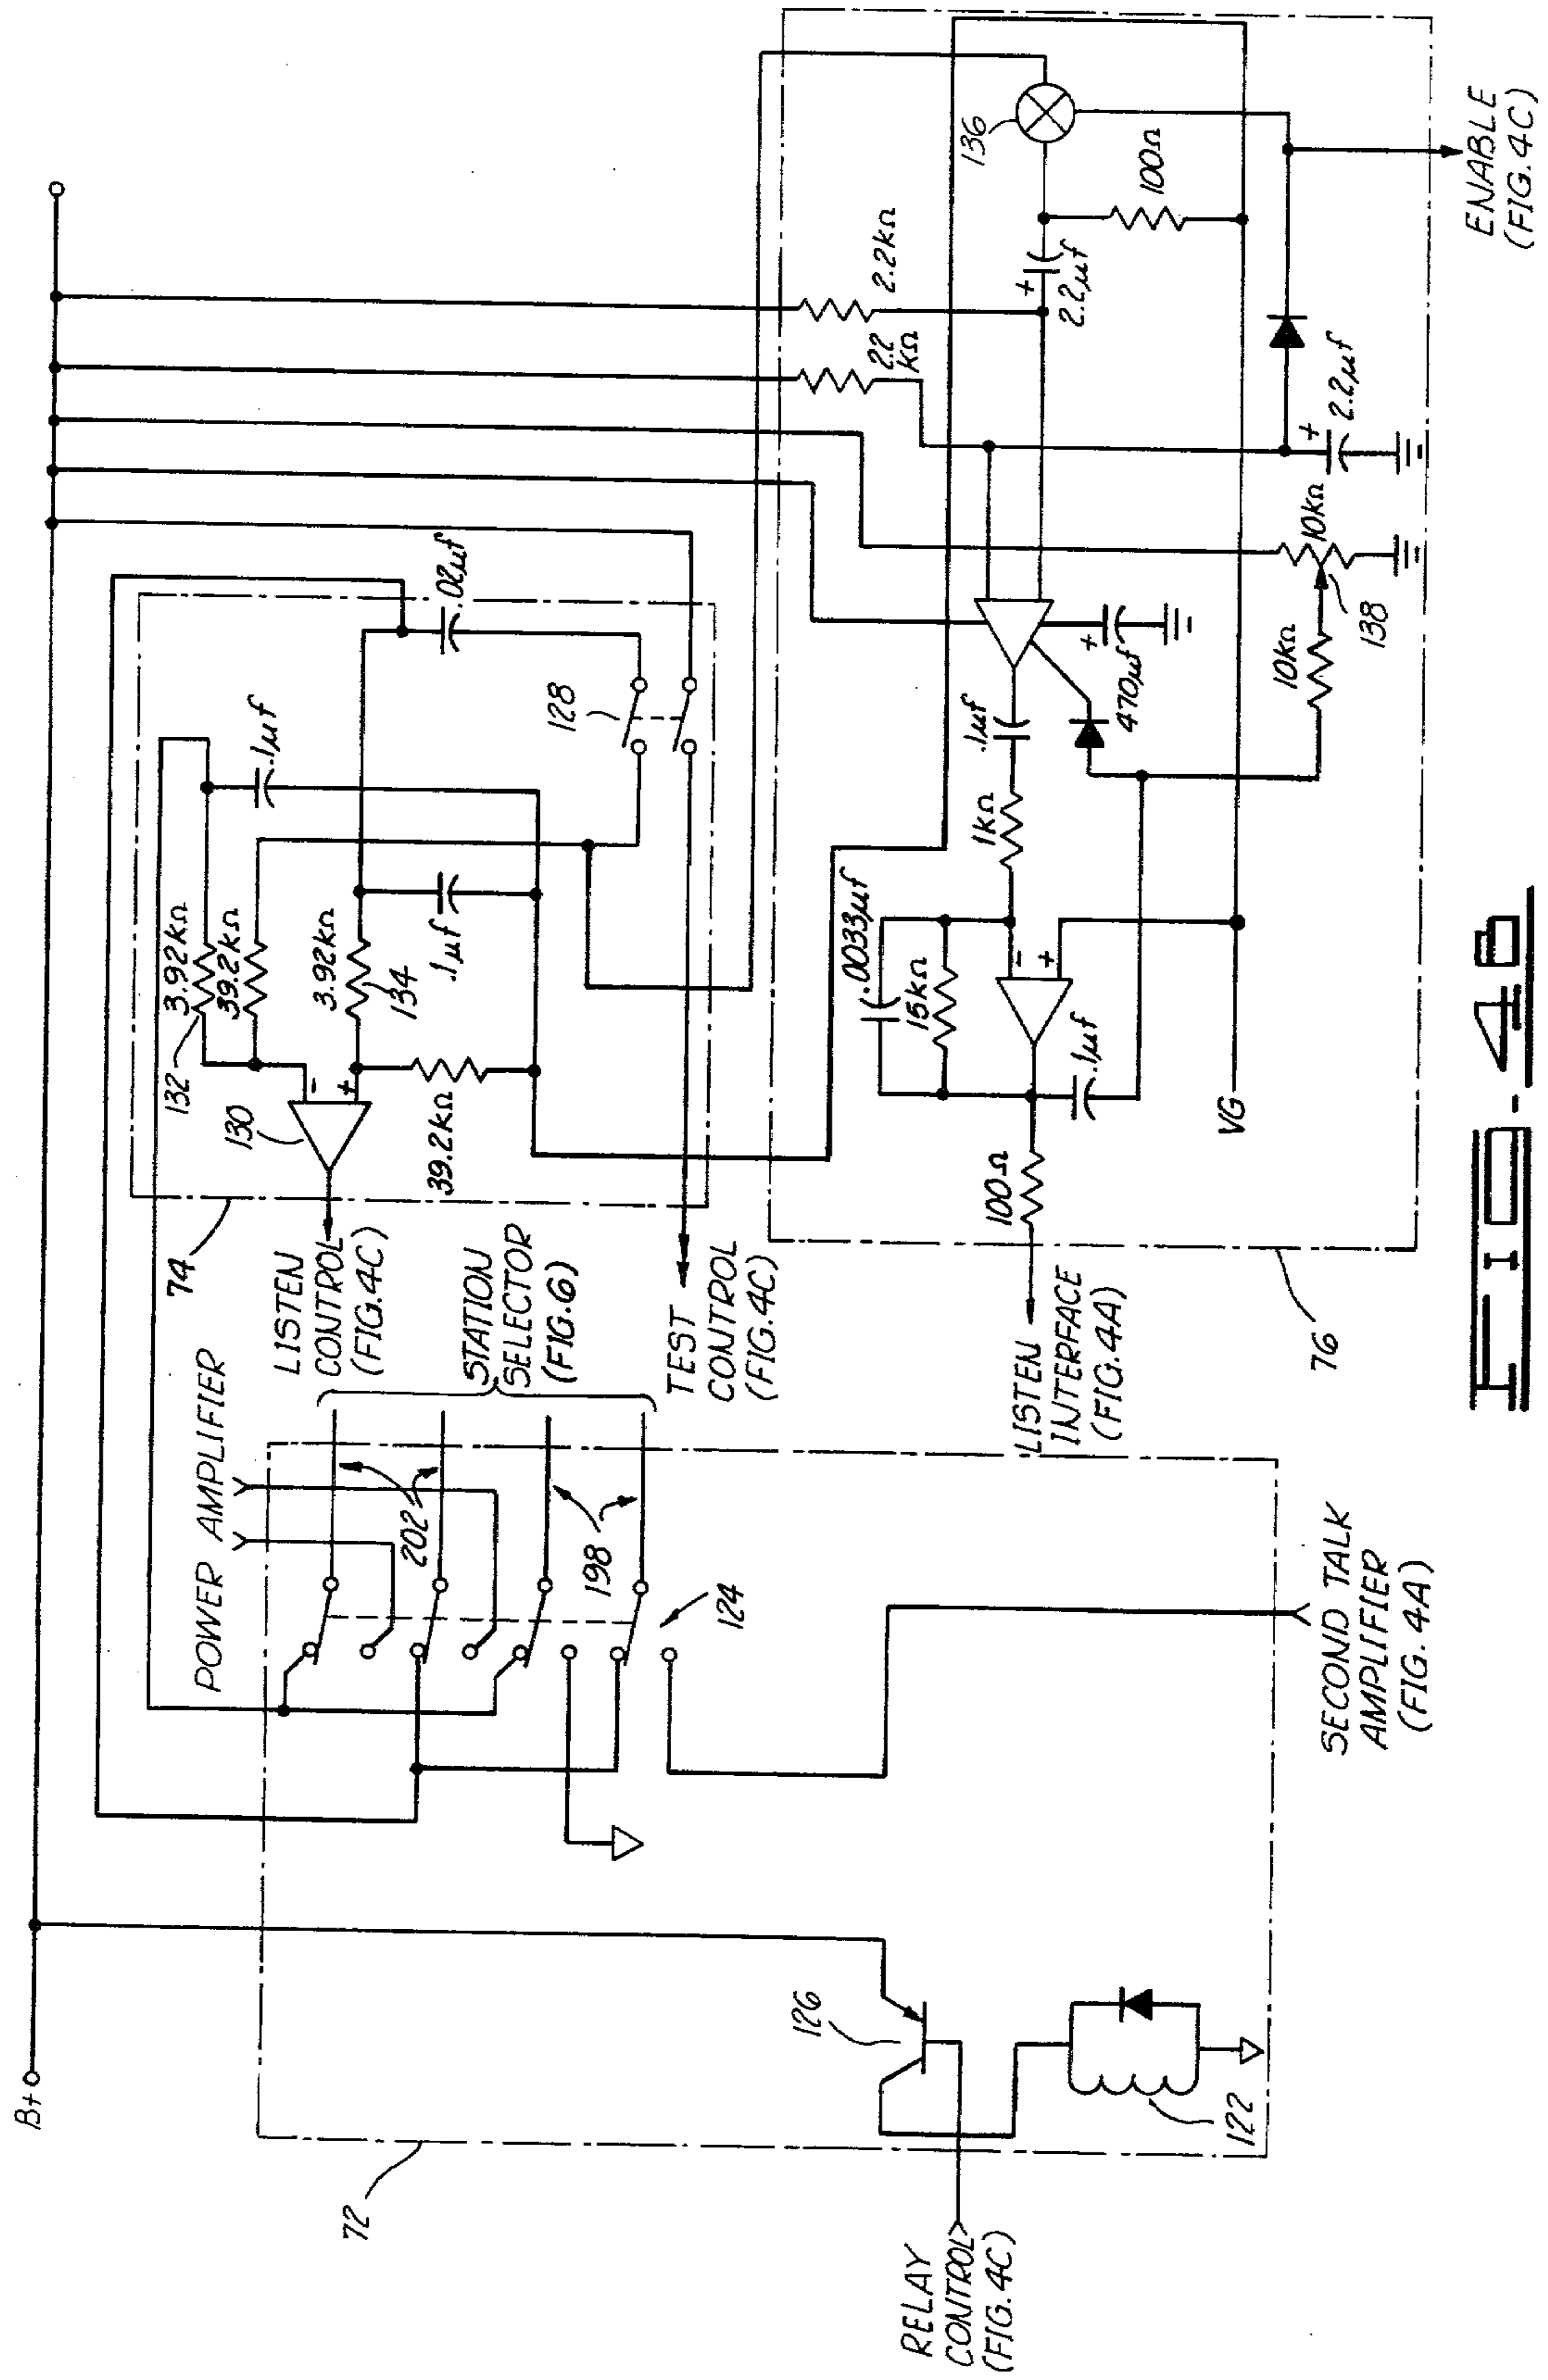 B+
72
RELAY
CONTROL
(FIG.4C)
126
122
POWER AMPLIFIER
202
198
124
STATION
SELECTOR
(FIG.6)
SECOND TALK
AMPLIFIER
(FIG. 4A)
74
LISTEN
CONTROL
(FIG.4C)
TEST
CONTROL
(FIG.4C)
130
132
3.92kΩ
39.2kΩ
3.92kΩ
134
39.2kΩ
.1μf
.1μf
.02μf
128
-
+
LISTEN
INTERFACE
(FIG.4A)
76
100Ω
.0033μf
15kΩ
.1μf
-
+
1kΩ
.1μf
VG
470μf
+
10kΩ
138
10kΩ
2.2
kΩ
2.2kΩ
+
2.2μf
+
2.2μf
136
100Ω
ENABLE
(FIG.4C)
FIG-4B